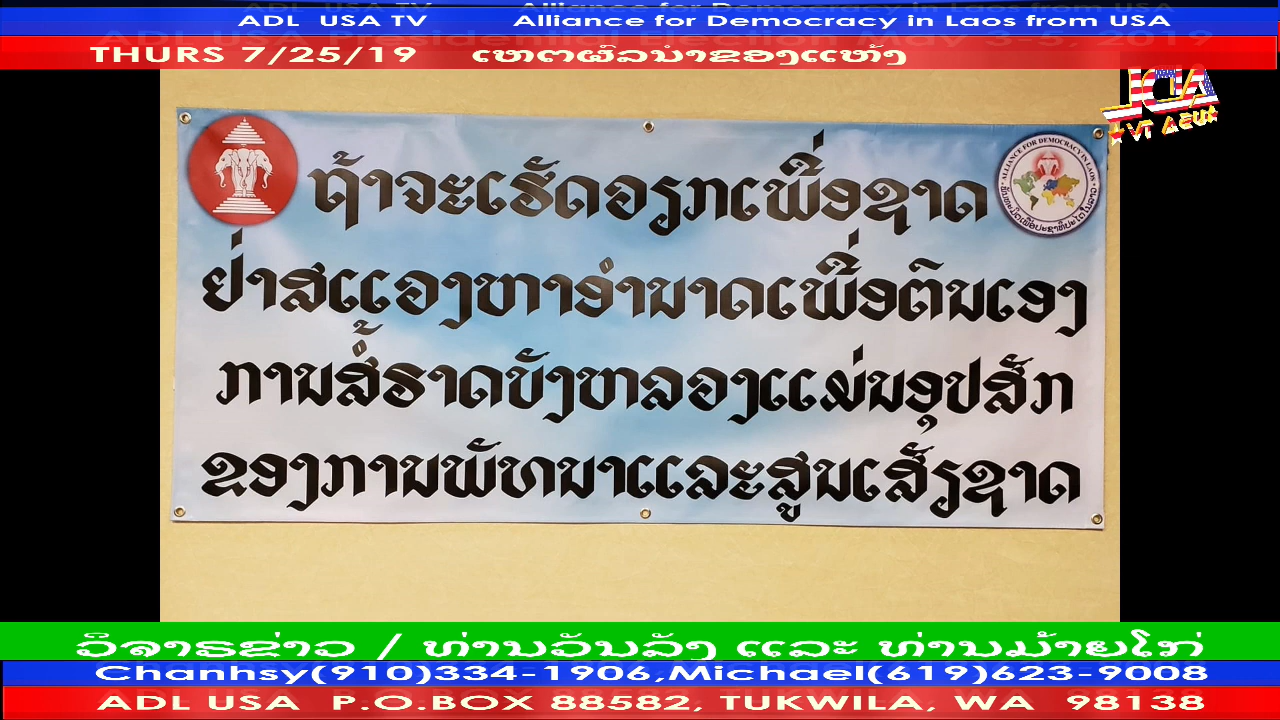 ADL USA TV Alliance for Democracy in Laos from USA
THURS 7/25/19 ເຫດຜົລນຳຂອງແຫ້ງ
ຖ້າຈະເຮັດວຽກເພື່ອຊາດ
ຢ່າສແວງຫາອຳນາດເພື່ອຕົນເອງ
ການສໍ້ຣາດບັງຫລວງແມ່ນອຸປສັກ
ຂອງການພັທນາແລະສູນເສັຽຊາດ
ALLIANCE FOR DEMOCRACY IN LAOS
ວິຈາຣຂ່າວ / ທ່ານວັນລັງ ແລະ ທ່ານມ້າຍໂກ່
Chanhsy(910)334-1906,Michael(619)623-9008
ADL USA P.O.BOX 88582, TUKWILA, WA 98138